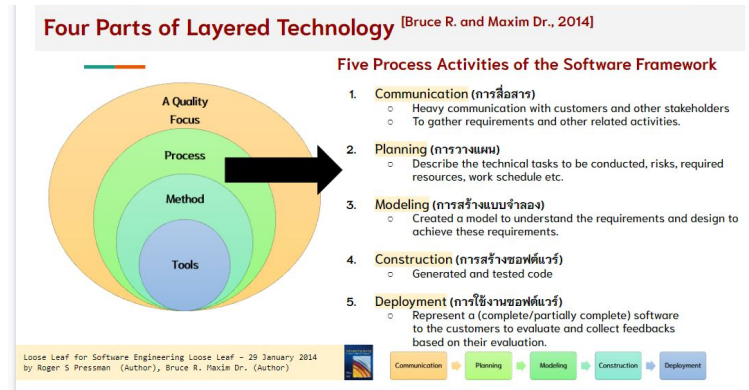 Four Parts of Layered Technology [Bruce R. and Maxim Dr., 2014]
A Quality
Focus
Process
Method
Tools
Five Process Activities of the Software Framework
1. Communication (การสื่อสาร)
○ Heavy communication with customers and other stakeholders
○ To gather requirements and other related activities.
2. Planning (การวางแผน)
○ Describe the technical tasks to be conducted, risks, required
resources, work schedule etc.
3. Modeling (การสร้างแบบจำลอง)
○ Created a model to understand the requirements and design to
achieve these requirements.
4. Construction (การสร้างซอฟต์แวร์)
○ Generated and tested code
5. Deployment (การใช้งานซอฟต์แวร์)
○ Represent a (complete/partially complete) software
to the customers to evaluate and collect feedbacks
based on their evaluation.
Loose Leaf for Software Engineering Loose Leaf – 29 January 2014
by Roger S Pressman (Author), Bruce R. Maxim Dr. (Author)
Communication
Planning
Modeling
Construction
Deployment